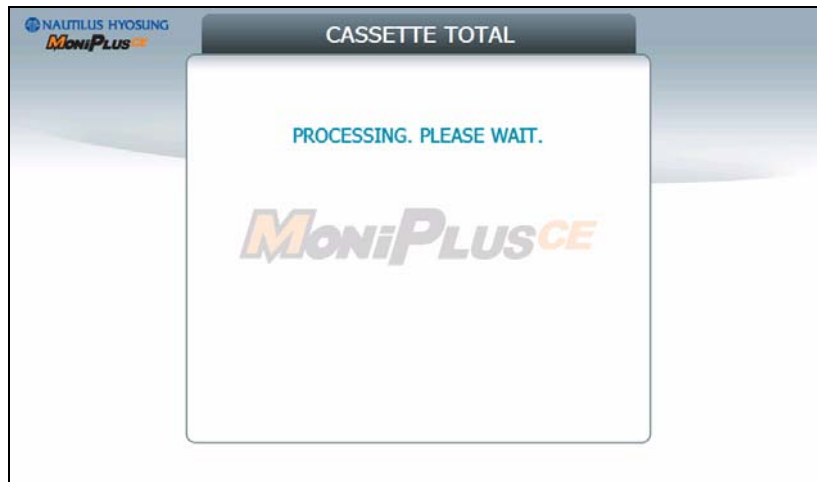 NAUTILUS HYOSUNG
MoniPlusCE
CASSETTE TOTAL
PROCESSING. PLEASE WAIT.
MoniPlusCE